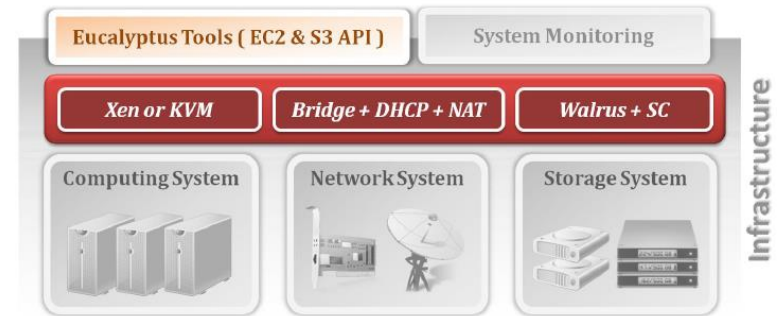 Eucalyptus Tools ( EC2 & S3 API )
System Monitoring
Xen or KVM
Bridge + DHCP + NAT
Walrus + SC
Computing System
Network System
Storage System
Infrastructure